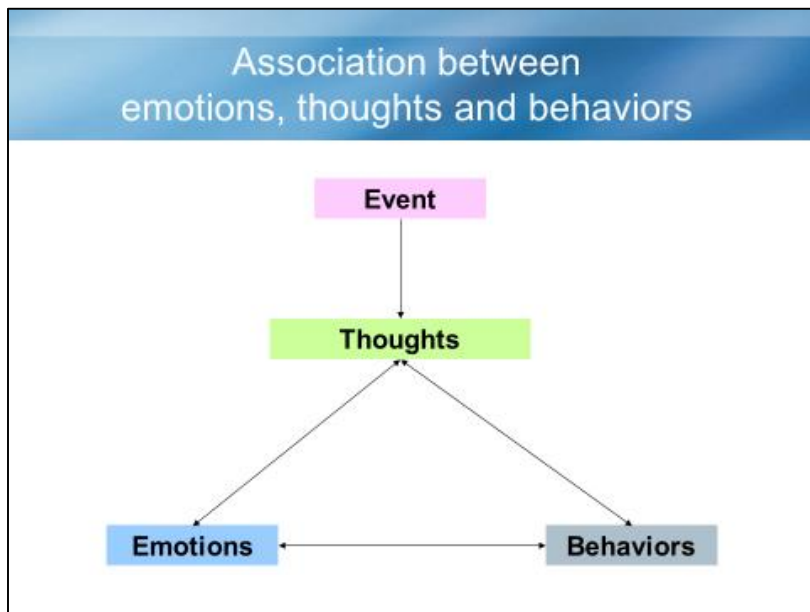 Association between
emotions, thoughts and behaviors
Event
Thoughts
Emotions
Behaviors